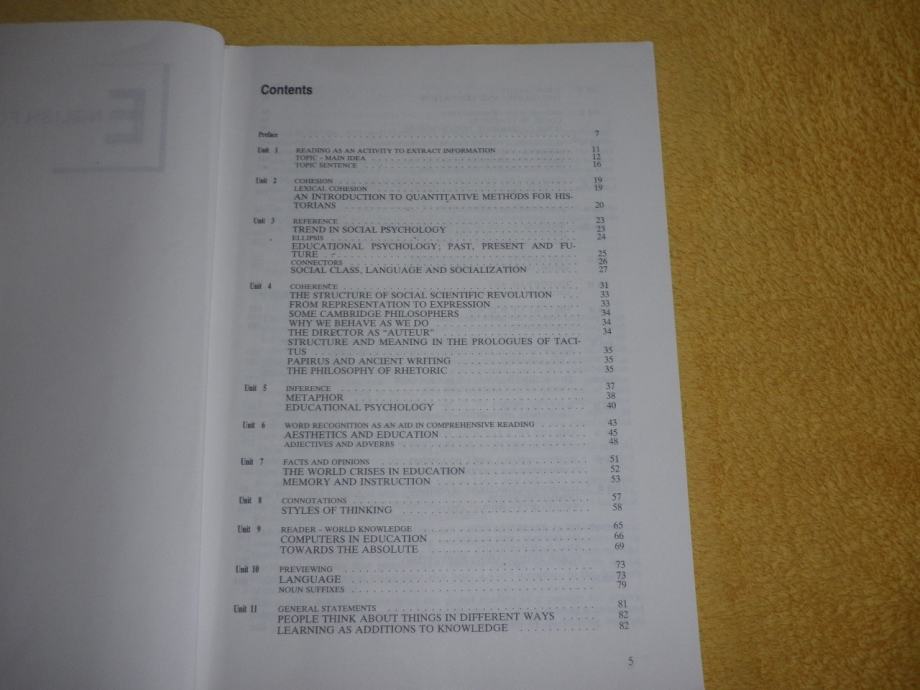 Contents
Preface . . . . . . . . . . 7
Unit 1 READING AS AN ACTIVITY TO EXTRACT INFORMATION . . . . . . . . . . 11
TOPIC – MAIN IDEA . . . . . . . . . . 12
TOPIC SENTENCE . . . . . . . . . . 16
Unit 2 COHESION . . . . . . . . . . 19
LEXICAL COHESION . . . . . . . . . . 19
AN INTRODUCTION TO QUANTITATIVE METHODS FOR HIS-
TORIANS . . . . . . . . . . 20
Unit 3 REFERENCE . . . . . . . . . . 23
TREND IN SOCIAL PSYCHOLOGY . . . . . . . . . . 23
ELLIPSIS . . . . . . . . . . 24
EDUCATIONAL PSYCHOLOGY; PAST, PRESENT AND FU-
TURE . . . . . . . . . . 25
CONNECTORS . . . . . . . . . . 26
SOCIAL CLASS, LANGUAGE AND SOCIALIZATION . . . . . . 27
Unit 4 COHERENCE . . . . . . . . . . 31
THE STRUCTURE OF SOCIAL SCIENTIFIC REVOLUTION . . . 33
FROM REPRESENTATION TO EXPRESSION . . . . . . . . . . 33
SOME CAMBRIDGE PHILOSOPHERS . . . . . . . . . . 34
WHY WE BEHAVE AS WE DO . . . . . . . . . . 34
THE DIRECTOR AS "AUTEUR" . . . . . . . . . . 34
STRUCTURE AND MEANING IN THE PROLOGUES OF TACI-
TUS . . . . . . . . . . 35
PAPIRUS AND ANCIENT WRITING . . . . . . . . . . 35
THE PHILOSOPHY OF RHETORIC . . . . . . . . . . 35
Unit 5 INFERENCE . . . . . . . . . . 37
METAPHOR . . . . . . . . . . 38
EDUCATIONAL PSYCHOLOGY . . . . . . . . . . 40
Unit 6 WORD RECOGNITION AS AN AID IN COMPREHENSIVE READING . . . . . . . 43
AESTHETICS AND EDUCATION . . . . . . . . . . 45
ADJECTIVES AND ADVERBS . . . . . . . . . . 48
Unit 7 FACTS AND OPINIONS . . . . . . . . . . 51
THE WORLD CRISES IN EDUCATION . . . . . . . . . . 52
MEMORY AND INSTRUCTION . . . . . . . . . . 53
Unit 8 CONNOTATIONS . . . . . . . . . . 57
STYLES OF THINKING . . . . . . . . . . 58
Unit 9 READER – WORLD KNOWLEDGE . . . . . . . . . . 65
COMPUTERS IN EDUCATION . . . . . . . . . . 66
TOWARDS THE ABSOLUTE . . . . . . . . . . 69
Unit 10 PREVIEWING . . . . . . . . . . 73
LANGUAGE . . . . . . . . . . 73
NOUN SUFFIXES . . . . . . . . . . 79
Unit 11 GENERAL STATEMENTS . . . . . . . . . . 81
PEOPLE THINK ABOUT THINGS IN DIFFERENT WAYS . . . . . 82
LEARNING AS ADDITIONS TO KNOWLEDGE . . . . . . . . 82
5